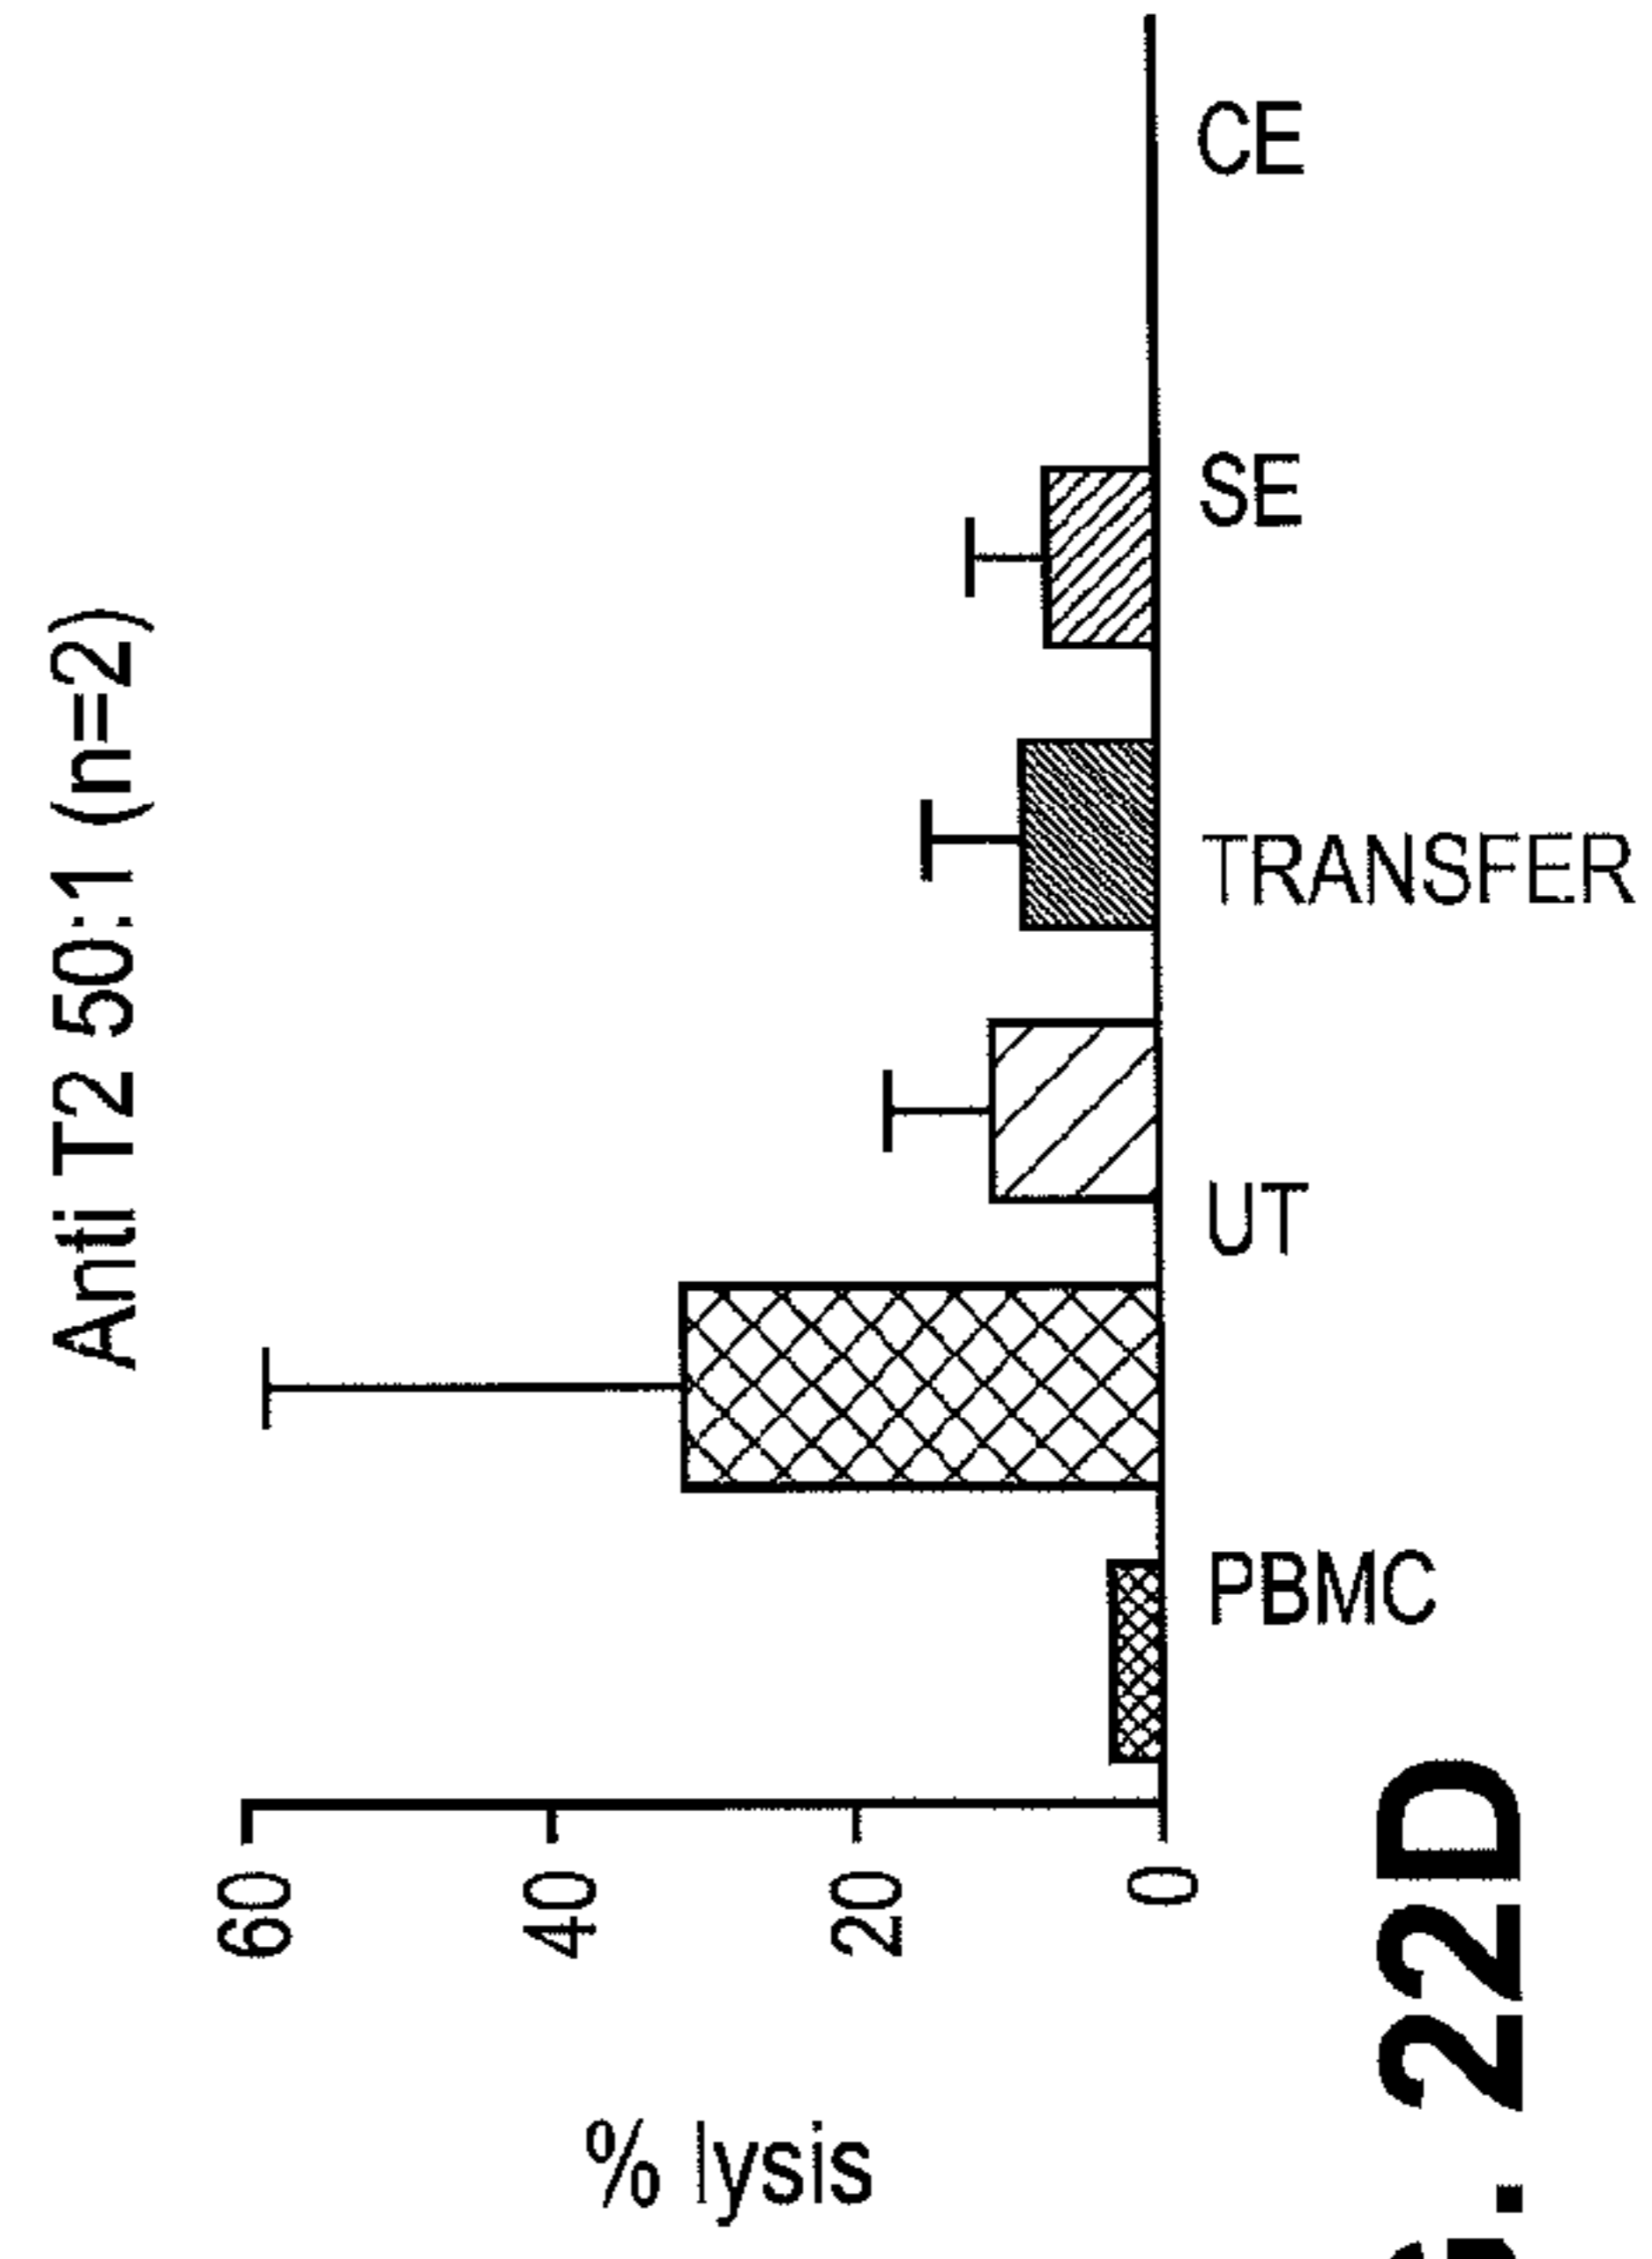 Anti T2 50:1 (n=2)
% lysis
60
40
20
0
PBMC
UT
TRANSFER
SE
CE
22D